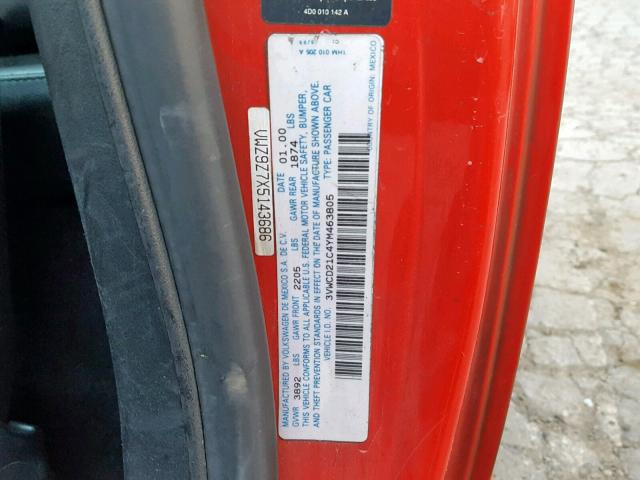 4D0 010 142 A
1HM 010 205 A
MANUFACTURED BY VOLKSWAGEN DE MEXICO S.A. DE C.V. DATE 01.00
GVWR 3892 LBS GAWR FRONT 2205 LBS GAWR REAR 1874 LBS
THIS VEHICLE CONFORMS TO ALL APPLICABLE U.S. FEDERAL MOTOR VEHICLE SAFETY, BUMPER,
AND THEFT PREVENTION STANDARDS IN EFFECT ON THE DATE OF MANUFACTURE SHOWN ABOVE.
VEHICLE I.D. NO. 3VWCD21C4YM463805 TYPE: PASSENGER CAR
COUNTRY OF ORIGIN: MEXICO
VWZ9Z7X5143686